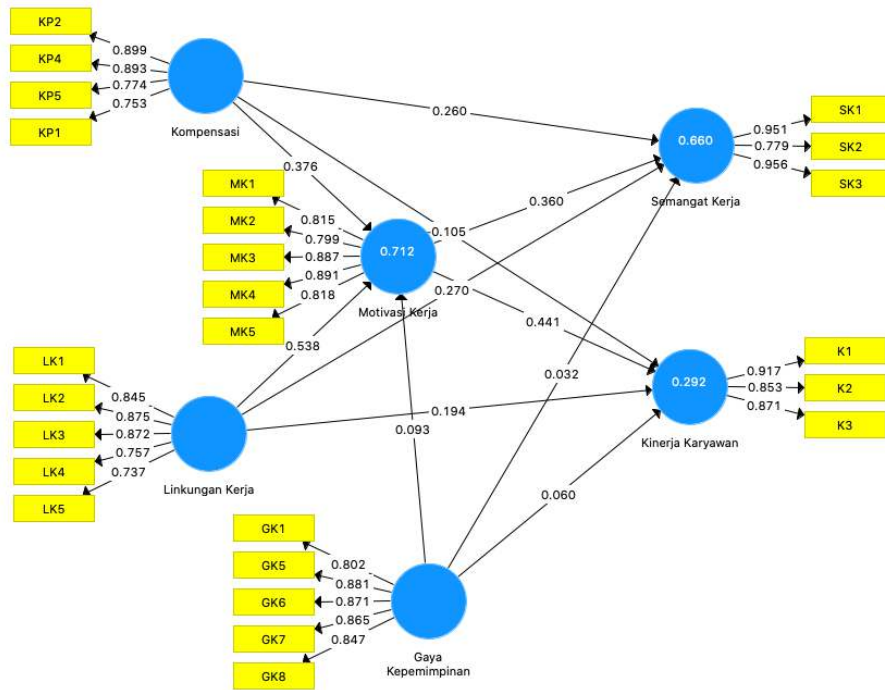 KP2
KP4
KP5
KP1
0.899
0.893
0.774
0.753
Kompensasi
0.260
0.376
0.105
SK1
SK2
SK3
0.951
0.779
0.956
0.660
Semangat Kerja
MK1
MK2
MK3
MK4
MK5
0.815
0.799
0.887
0.891
0.818
0.712
Motivasi Kerja
0.360
0.270
0.441
0.538
LK1
LK2
LK3
LK4
LK5
0.845
0.875
0.872
0.757
0.737
Linkungan Kerja
0.194
0.032
0.093
0.060
K1
K2
K3
0.917
0.853
0.871
0.292
Kinerja Karyawan
GK1
GK5
GK6
GK7
GK8
0.802
0.881
0.871
0.865
0.847
Gaya
Kepemimpinan